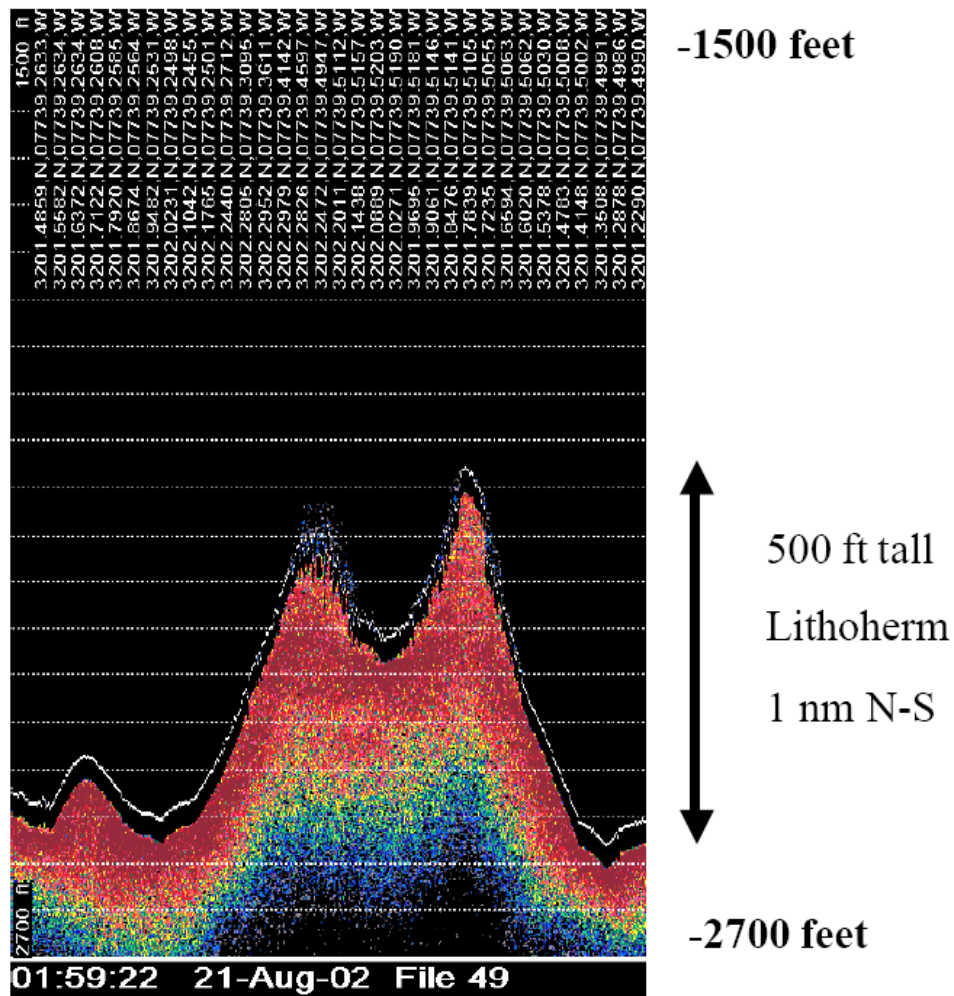 1500 ft
3201.4859 N,07739.2633,W
3201.5582 N,07739.2634,W
3201.6372 N,07739.2634,W
3201.7122 N,07739.2608,W
3201.7920 N,07739.2585,W
3201.8674 N,07739.2564,W
3201.9482 N,07739.2531,W
3202.0231 N,07739.2498,W
3202.1042 N,07739.2455,W
3202.1765 N,07739.2501,W
3202.2440 N,07739.2712,W
3202.2805 N,07739.3095,W
3202.2952 N,07739.3611,W
3202.2979 N,07739.4142,W
3202.2826 N,07739.4597,W
3202.2472 N,07739.4947,W
3202.2011 N,07739.5112,W
3202.1438 N,07739.5157,W
3202.0889 N,07739.5203,W
3202.0271 N,07739.5190,W
3201.9695 N,07739.5181,W
3201.9061 N,07739.5146,W
3201.8476 N,07739.5141,W
3201.7839 N,07739.5105,W
3201.7235 N,07739.5055,W
3201.6594 N,07739.5063,W
3201.6020 N,07739.5062,W
3201.5378 N,07739.5030,W
3201.4783 N,07739.5008,W
3201.4148 N,07739.5002,W
3201.3508 N,07739.4991,W
3201.2878 N,07739.4986,W
3201.2290 N,07739.4990,W
-1500 feet
500 ft tall
Lithoherm
1 nm N-S
2700 ft
-2700 feet
01:59:22 21-Aug-02 File 49